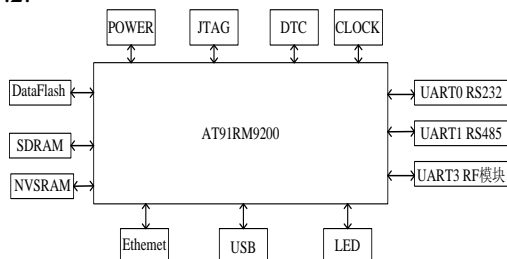 POWER JTAG DTC CLOCK
DataFlash
UART0 RS232
AT91RM9200
UART1 RS485
SDRAM
UART3 RF模块
NVSRAM
Ethemet USB LED